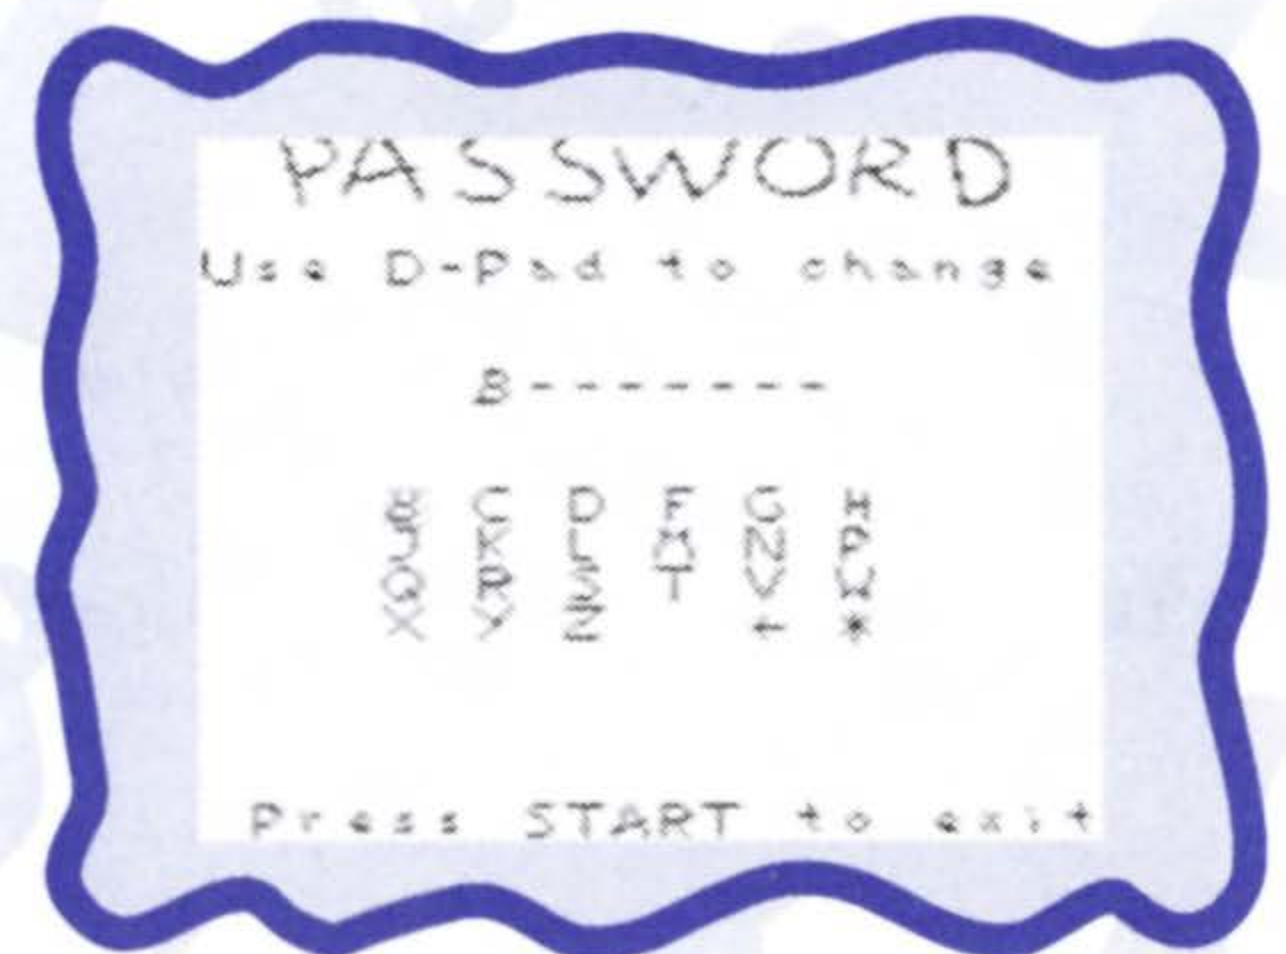 PASSWORD
Use D-Pad to change
B-------
B C D F G H
J K L M N P
Q R S T V W
X Y Z ← *
Press START to exit